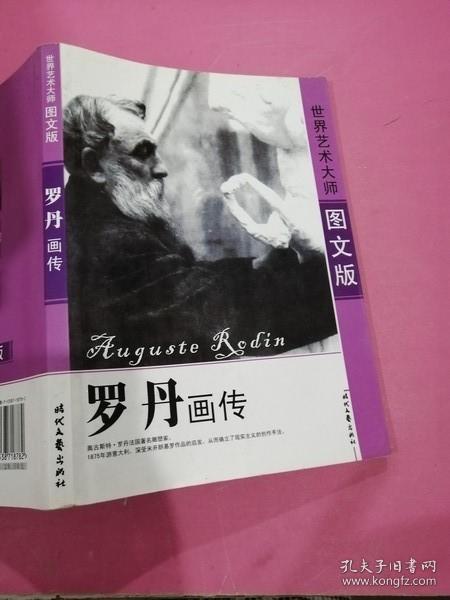 世界艺术大师
图文版
罗丹
画传
时代文艺出版社
世界艺术大师
图文版
Auguste Rodin
罗丹画传
奥古斯特·罗丹法国著名雕塑家。
1875年游意大利，深受米开朗基罗作品的启发，从而确立了现实主义的创作手法。
时代文艺出版社
版
孔夫子旧书网
www.kongfz.com